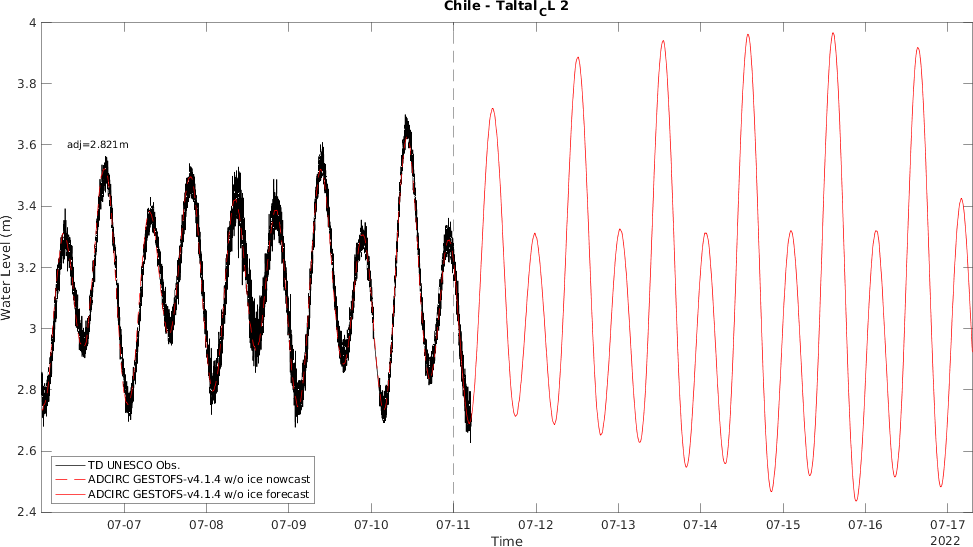 Chile - Taltal_CL 2
4
3.8
3.6
3.4
3.2
3
2.8
2.6
2.4
Water Level (m)
adj=2.821m
TD UNESCO Obs.
ADCIRC GESTOFS-v4.1.4 w/o ice nowcast
ADCIRC GESTOFS-v4.1.4 w/o ice forecast
07-07 07-08 07-09 07-10 07-11 07-12 07-13 07-14 07-15 07-16 07-17
Time
2022